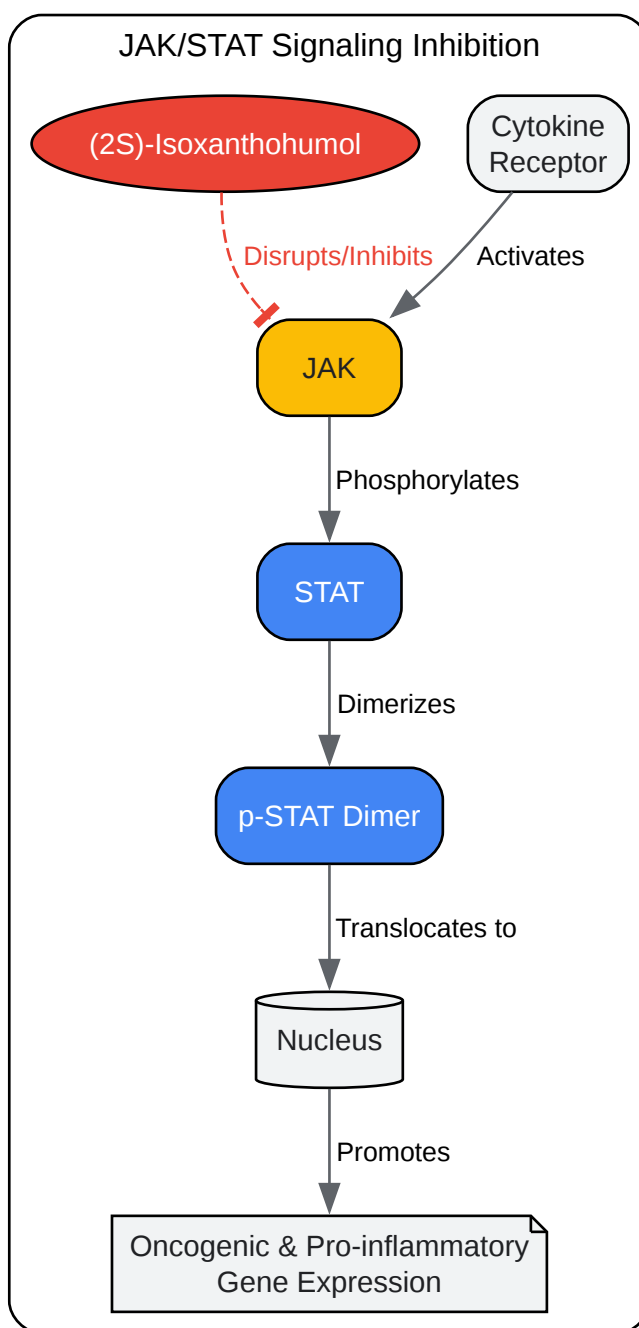 JAK/STAT Signaling Inhibition
(2S)-Isoxanthohumol
Cytokine
Receptor
Disrupts/Inhibits
Activates
JAK
Phosphorylates
STAT
Dimerizes
p-STAT Dimer
Translocates to
Nucleus
Promotes
Oncogenic & Pro-inflammatory
Gene Expression